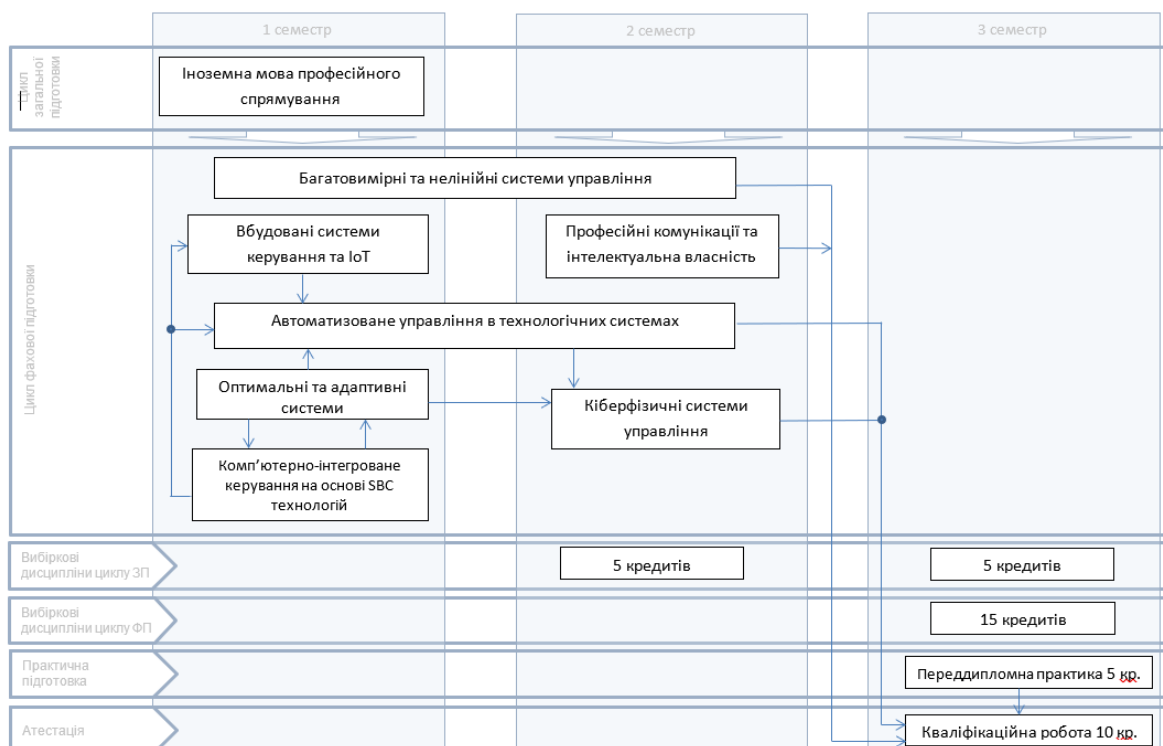 1 семестр
2 семестр
3 семестр
Цикл
загальної
підготовки
Іноземна мова професійного
спрямування
Цикл фахової підготовки
Багатовимірні та нелінійні системи управління
Вбудовані системи
керування та IoT
Професійні комунікації та
інтелектуальна власність
Автоматизоване управління в технологічних системах
Оптимальні та адаптивні
системи
Кіберфізичні системи
управління
Комп’ютерно-інтегроване
керування на основі SBC
технологій
Вибіркові
дисципліни циклу ЗП
5 кредитів
5 кредитів
Вибіркові
дисципліни циклу ФП
15 кредитів
Практична
підготовка
Переддипломна практика 5 кр.
Атестація
Кваліфікаційна робота 10 кр.